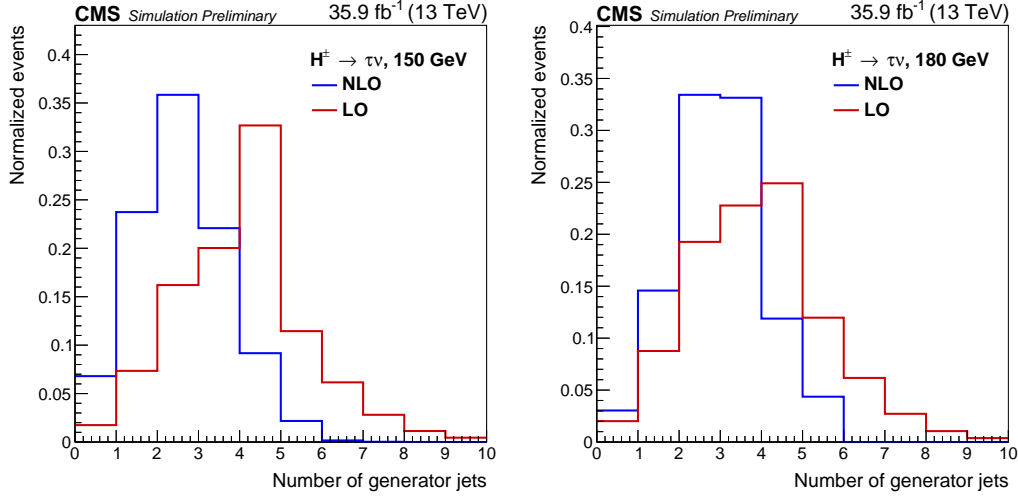 CMS Simulation Preliminary 35.9 fb⁻¹ (13 TeV)
Normalized events
H± → τν, 150 GeV
NLO
LO
0.4
0.35
0.3
0.25
0.2
0.15
0.1
0.05
0
0 1 2 3 4 5 6 7 8 9 10
Number of generator jets
CMS Simulation Preliminary 35.9 fb⁻¹ (13 TeV)
Normalized events
H± → τν, 180 GeV
NLO
LO
0.4
0.35
0.3
0.25
0.2
0.15
0.1
0.05
0
0 1 2 3 4 5 6 7 8 9 10
Number of generator jets